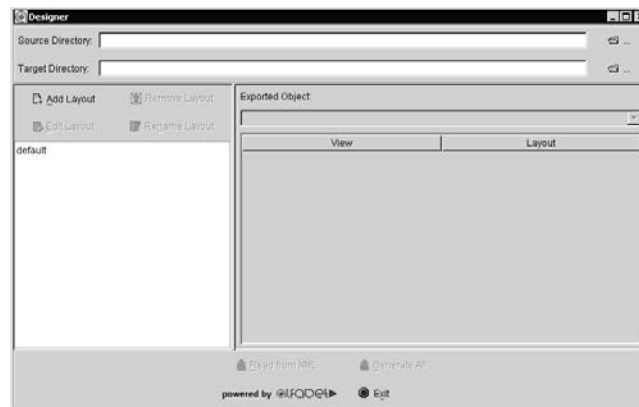 Designer
Source Directory: ...
Target Directory: ...
Add Layout Remove Layout
Edit Layout Rename Layout
default
Exported Object:
View Layout
Read from XML Generate All
powered by alfabet Exit